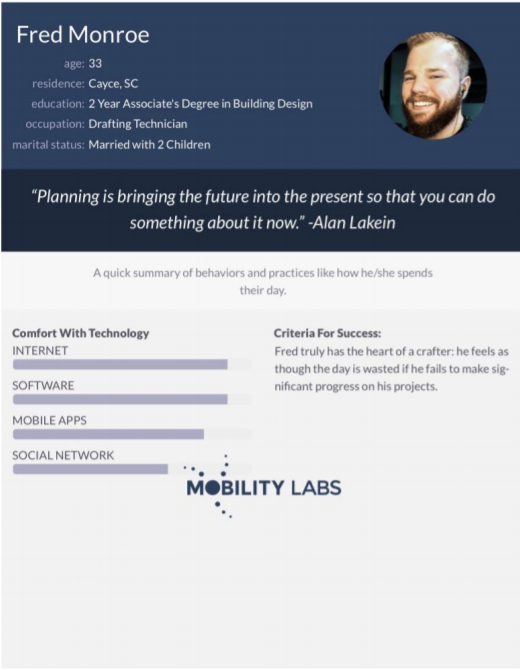 Fred Monroe
age: 33
residence: Cayce, SC
education: 2 Year Associate's Degree in Building Design
occupation: Drafting Technician
marital status: Married with 2 Children
“Planning is bringing the future into the present so that you can do
something about it now.” -Alan Lakein
A quick summary of behaviors and practices like how he/she spends
their day.
Comfort With Technology
INTERNET
SOFTWARE
MOBILE APPS
SOCIAL NETWORK
Criteria For Success:
Fred truly has the heart of a crafter: he feels as
though the day is wasted if he fails to make sig-
nificant progress on his projects.
MOBILITY LABS